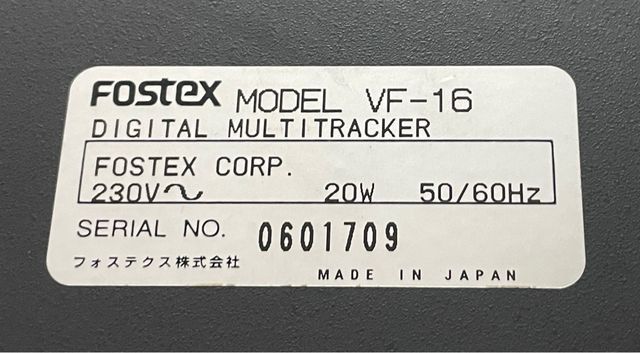 Fostex MODEL VF-16
DIGITAL MULTITRACKER
FOSTEX CORP.
230V~ 20W 50/60Hz
SERIAL NO. 0601709
フォステクス株式会社
MADE IN JAPAN